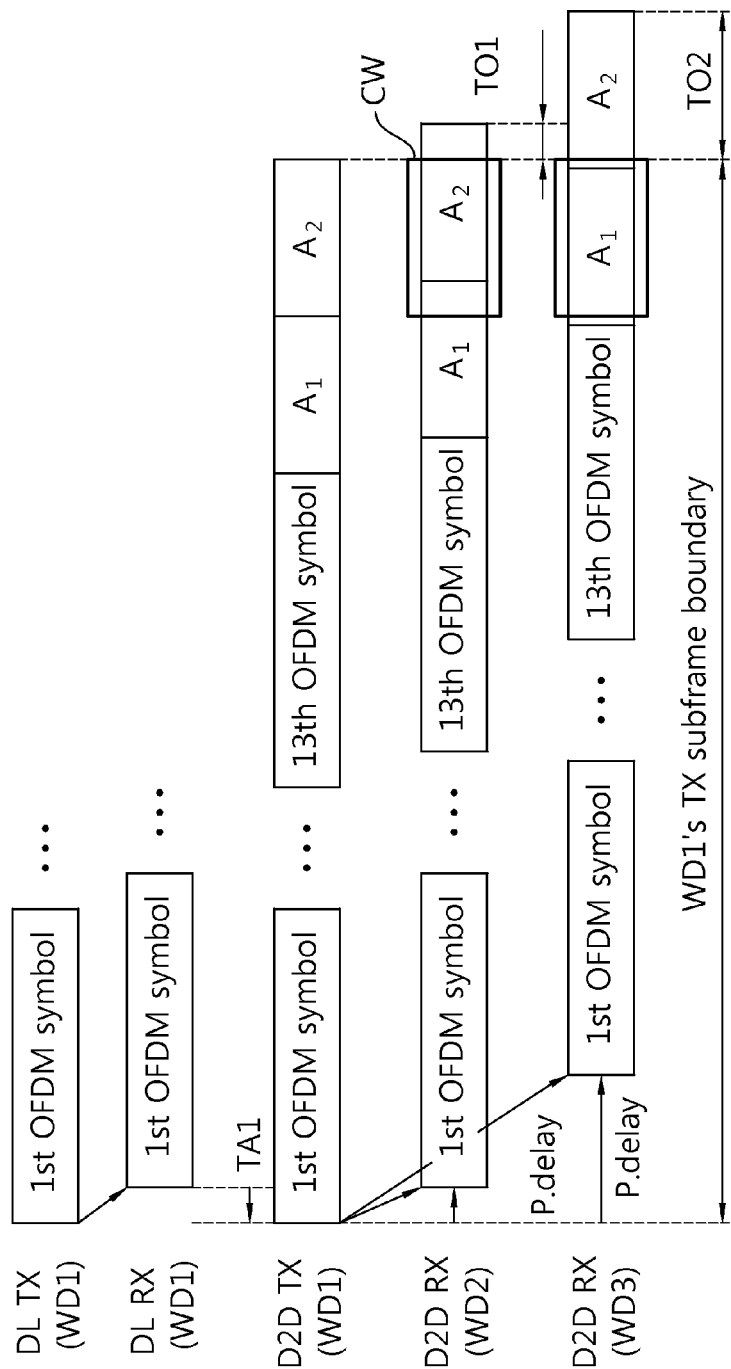 DL TX
(WD1)
1st OFDM symbol
•••
DL RX
(WD1)
1st OFDM symbol
•••
TA1
D2D TX
(WD1)
1st OFDM symbol
•••
13th OFDM symbol
A1
A2
CW
D2D RX
(WD2)
1st OFDM symbol
•••
13th OFDM symbol
A1
A2
TO1
P.delay
D2D RX
(WD3)
P.delay
1st OFDM symbol
•••
13th OFDM symbol
A1
A2
TO2
WD1's TX subframe boundary